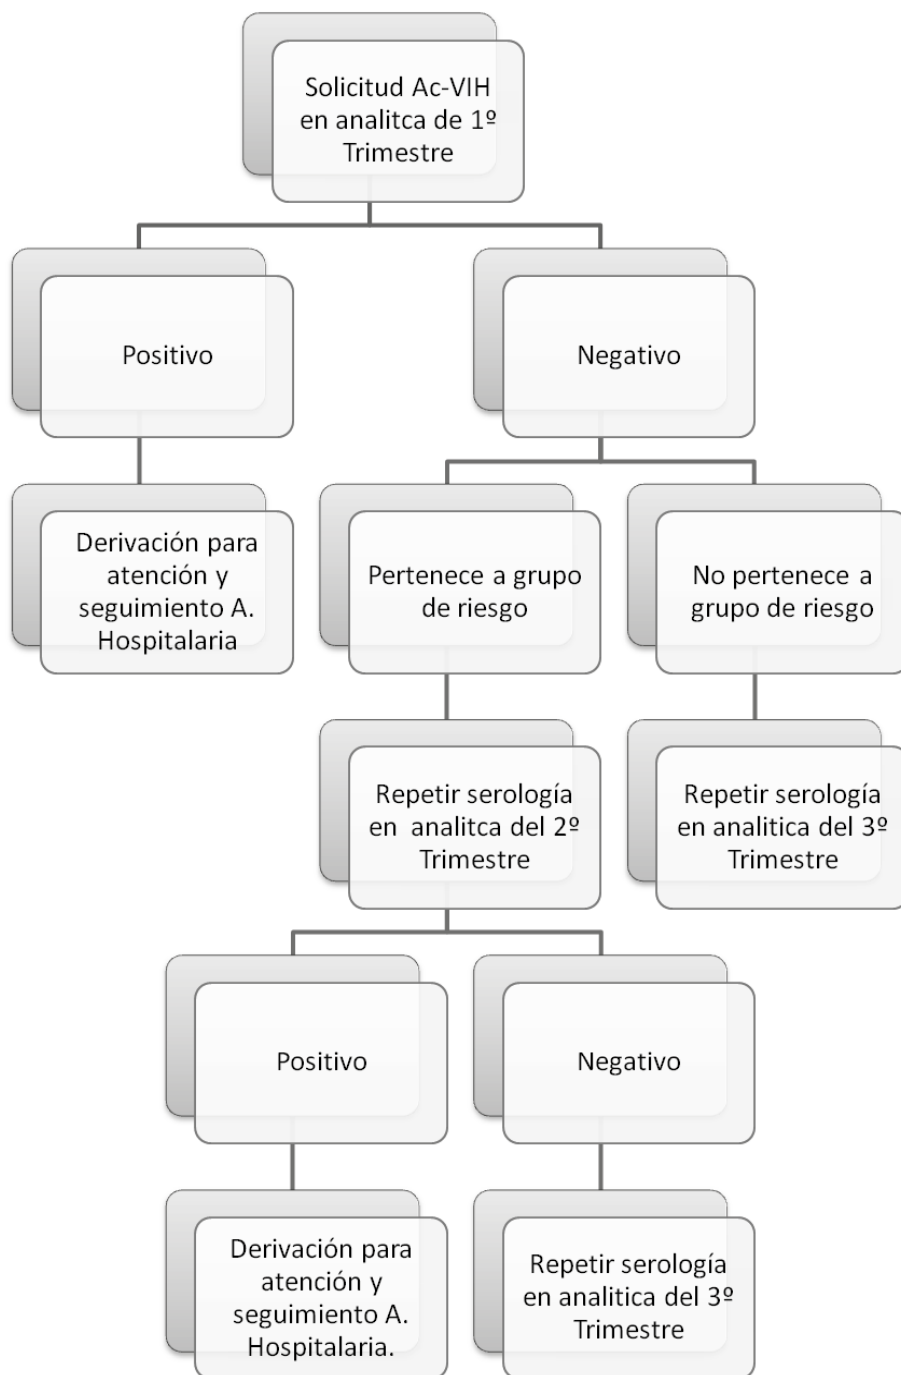 Solicitud Ac-VIH
en analitca de 1º
Trimestre
Positivo
Negativo
Derivación para
atención y
seguimiento A.
Hospitalaria
Pertenece a grupo
de riesgo
No pertenece a
grupo de riesgo
Repetir serología
en analitca del 2º
Trimestre
Repetir serología
en analitica del 3º
Trimestre
Positivo
Negativo
Derivación para
atención y
seguimiento A.
Hospitalaria.
Repetir serología
en analitica del 3º
Trimestre